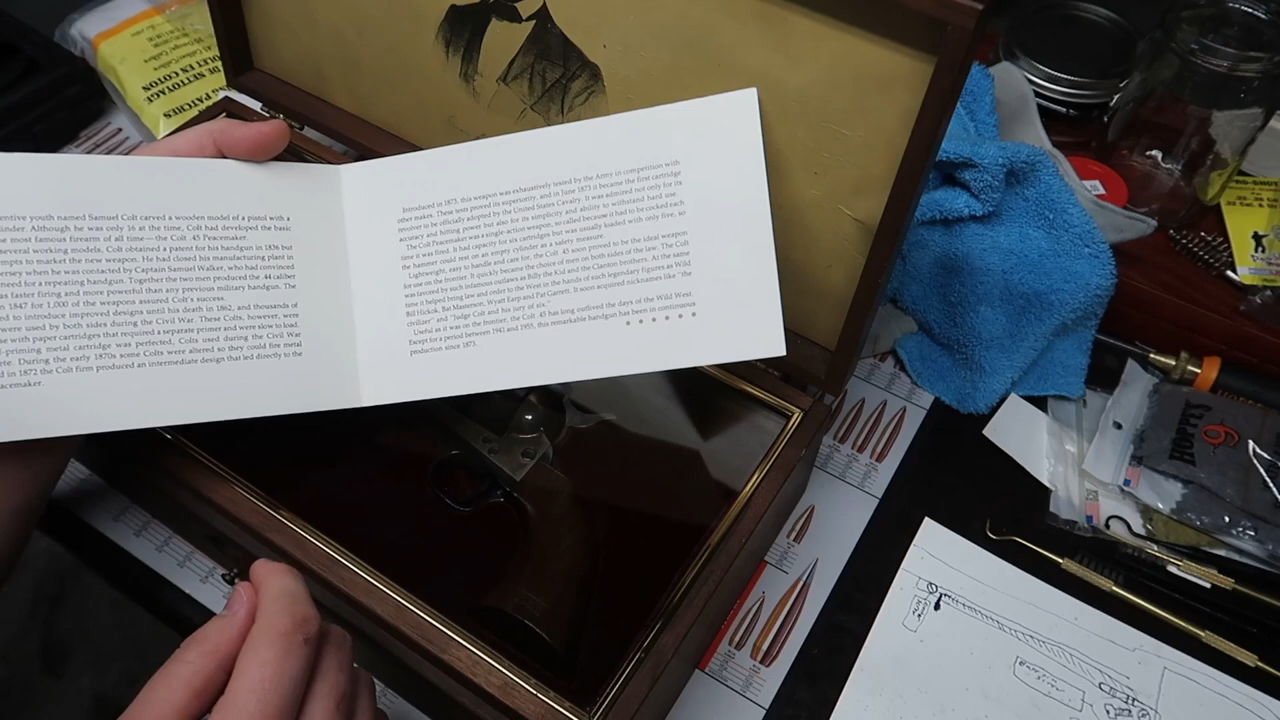 DE NETTOYAGE
OLET EN COTON
NG PATCHES
entive youth named Samuel Colt carved a wooden model of a pistol with a
linder. Although he was only 16 at the time, Colt had developed the basic
e most famous firearm of all time—the Colt .45 Peacemaker.
several working models, Colt obtained a patent for his handgun in 1836 but
mpts to market the new weapon. He had closed his manufacturing plant in
ersey when he was contacted by Captain Samuel Walker, who had convinced
need for a repeating handgun. Together the two men produced the .44 caliber
as faster firing and more powerful than any previous military handgun. The
n 1847 for 1,000 of the weapons assured Colt's success.
ed to introduce improved designs until his death in 1862, and thousands of
were used by both sides during the Civil War. These Colts, however, were
se with paper cartridges that required a separate primer and were slow to load.
-priming metal cartridge was perfected, Colts used during the Civil War
ete. During the early 1870s some Colts were altered so they could fire metal
d in 1872 the Colt firm produced an intermediate design that led directly to the
acemaker.
Introduced in 1873, this weapon was exhaustively tested by the Army in competition with
other makes. These tests proved its superiority, and in June 1873 it became the first cartridge
revolver to be officially adopted by the United States Cavalry. It was admired not only for its
accuracy and hitting power but also for its simplicity and ability to withstand hard use.
The Colt Peacemaker was a single-action weapon, so called because it had to be cocked each
time it was fired. It had capacity for six cartridges but was usually loaded with only five, so
the hammer could rest on an empty cylinder as a safety measure.
Lightweight, easy to handle and care for, the Colt .45 soon proved to be the ideal weapon
for use on the frontier. It quickly became the choice of men on both sides of the law. The Colt
was favored by such infamous outlaws as Billy the Kid and the Clanton brothers. At the same
time it helped bring law and order to the West in the hands of such legendary figures as Wild
Bill Hickok, Bat Masterson, Wyatt Earp and Pat Garrett. It soon acquired nicknames like "the
civilizer" and "Judge Colt and his jury of six."
Useful as it was on the frontier, the Colt .45 has long outlived the days of the Wild West.
Except for a period between 1941 and 1955, this remarkable handgun has been in continuous
production since 1873.
HOPPE'S
9